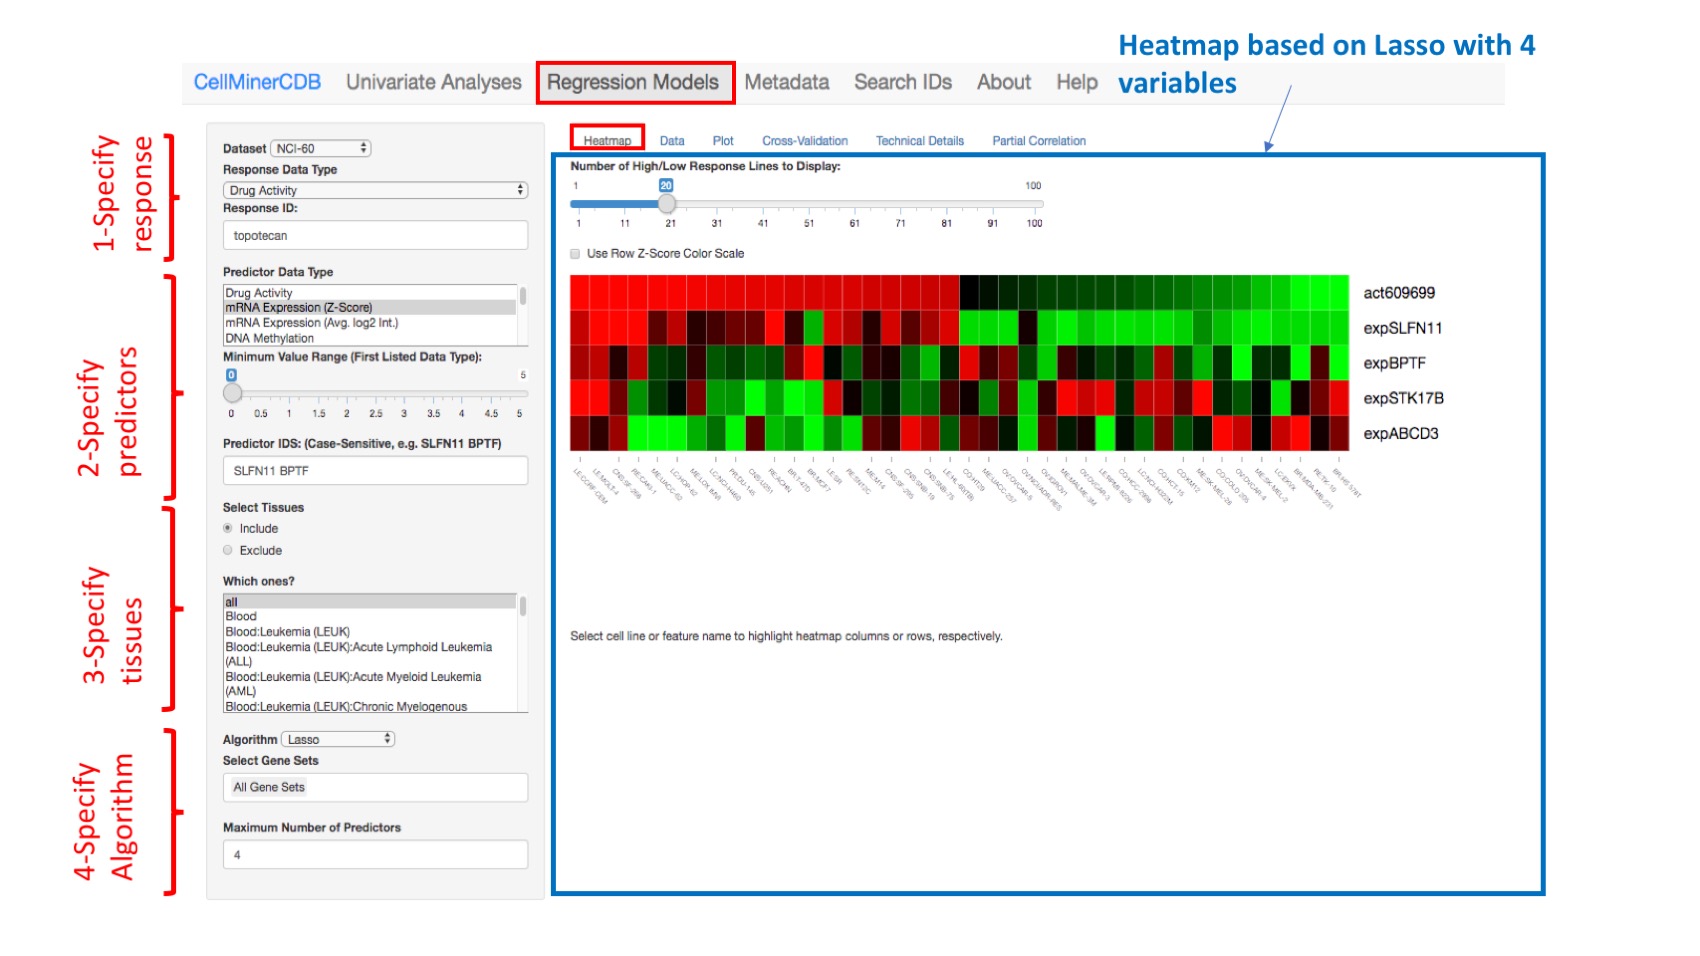 Heatmap based on Lasso with 4
variables
CellMinerCDB Univariate Analyses Regression Models Metadata Search IDs About Help
1-Specify
response
2-Specify
predictors
3-Specify
tissues
4-Specify
Algorithm
Dataset NCI-60
Response Data Type
Drug Activity
Response ID:
topotecan
Predictor Data Type
Drug Activity
mRNA Expression (Z-Score)
mRNA Expression (Avg. log2 Int.)
DNA Methylation
Minimum Value Range (First Listed Data Type):
0 5
0 0.5 1 1.5 2 2.5 3 3.5 4 4.5 5
Predictor IDS: (Case-Sensitive, e.g. SLFN11 BPTF)
SLFN11 BPTF
Select Tissues
Include
Exclude
Which ones?
all
Blood
Blood:Leukemia (LEUK)
Blood:Leukemia (LEUK):Acute Lymphoid Leukemia
(ALL)
Blood:Leukemia (LEUK):Acute Myeloid Leukemia
(AML)
Blood:Leukemia (LEUK):Chronic Myelogenous
Algorithm Lasso
Select Gene Sets
All Gene Sets
Maximum Number of Predictors
4
Heatmap Data Plot Cross-Validation Technical Details Partial Correlation
Number of High/Low Response Lines to Display:
1 20 100
1 11 21 31 41 51 61 71 81 91 100
Use Row Z-Score Color Scale
act609699
expSLFN11
expBPTF
expSTK17B
expABCD3
Select cell line or feature name to highlight heatmap columns or rows, respectively.